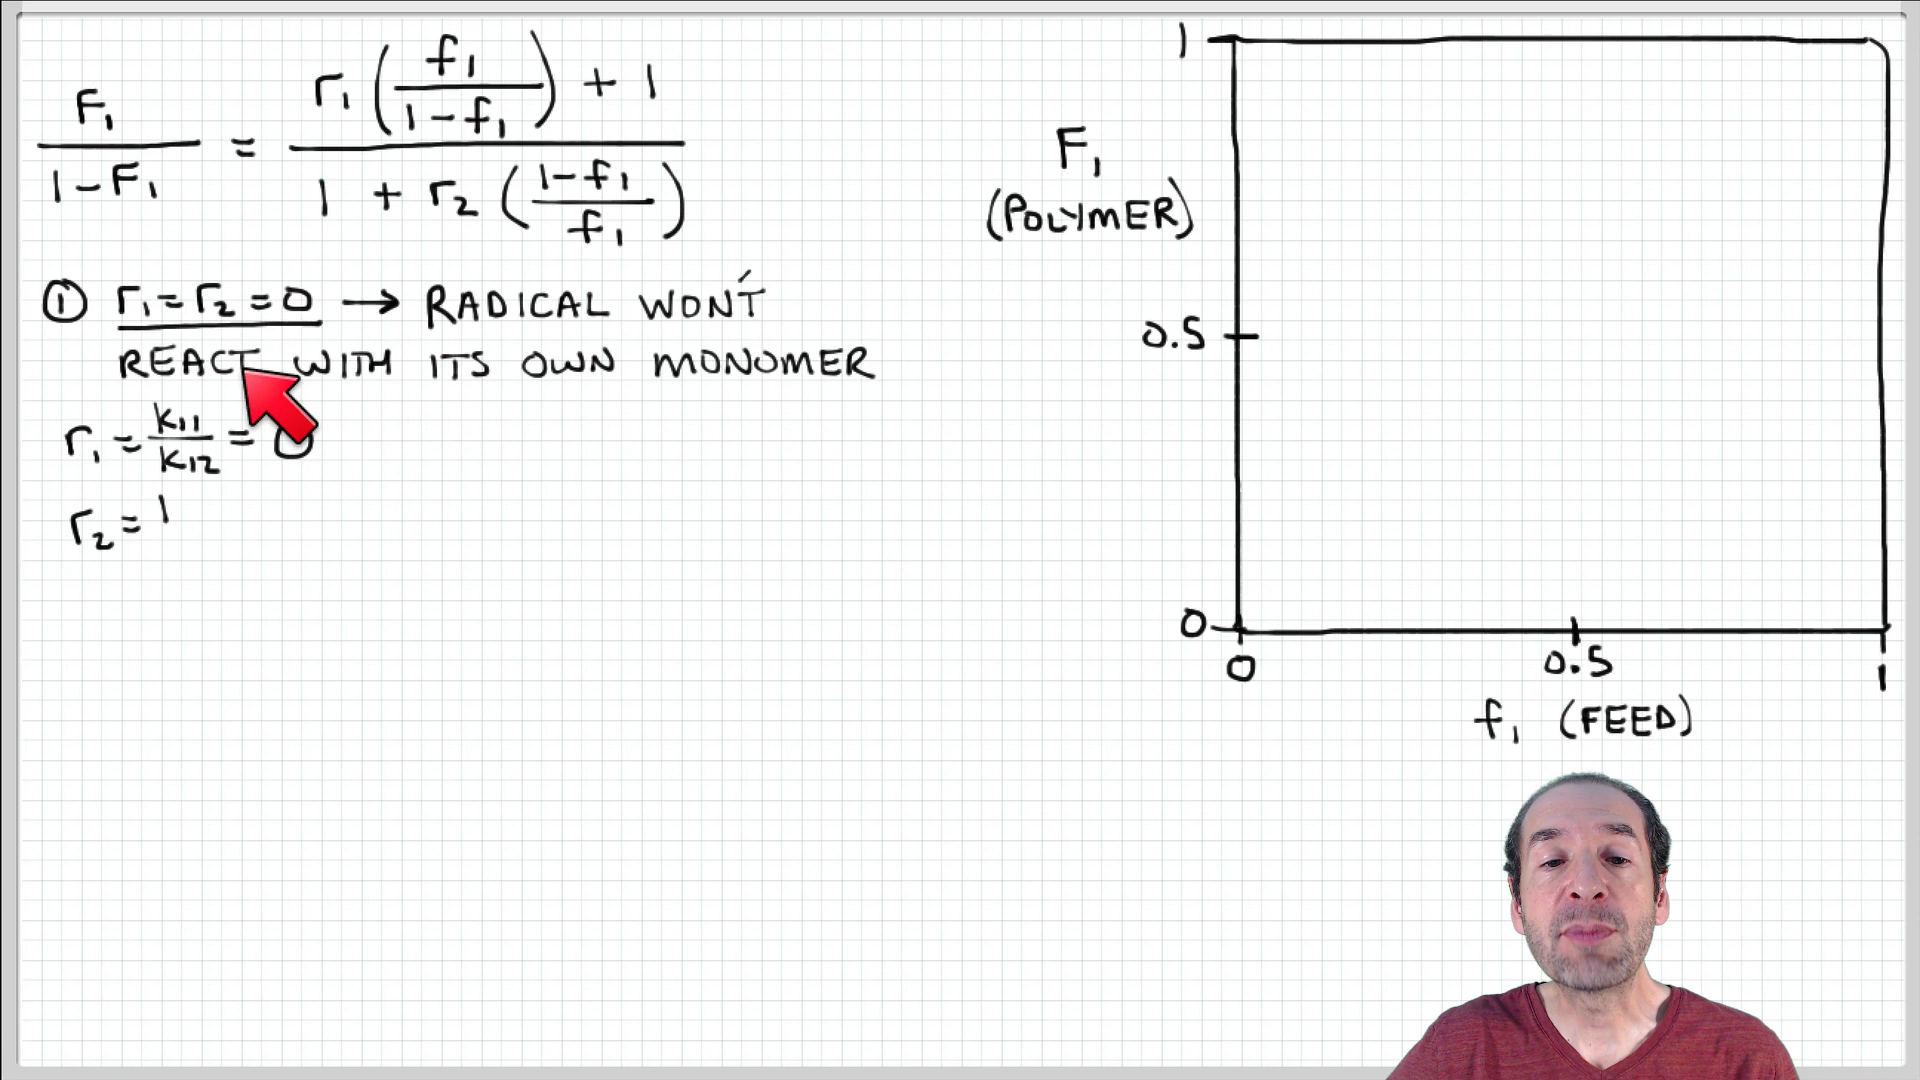 F₁ / (1 - F₁) = (r₁ (f₁ / (1 - f₁)) + 1) / (1 + r₂ ((1 - f₁) / f₁))
① r₁ = r₂ = 0 → RADICAL WON'T
REACT WITH ITS OWN MONOMER
r₁ = k₁₁ / k₁₂ = 0
r₂ =
1
F₁
(POLYMER)
0.5
0
0
0.5
1
f₁ (FEED)